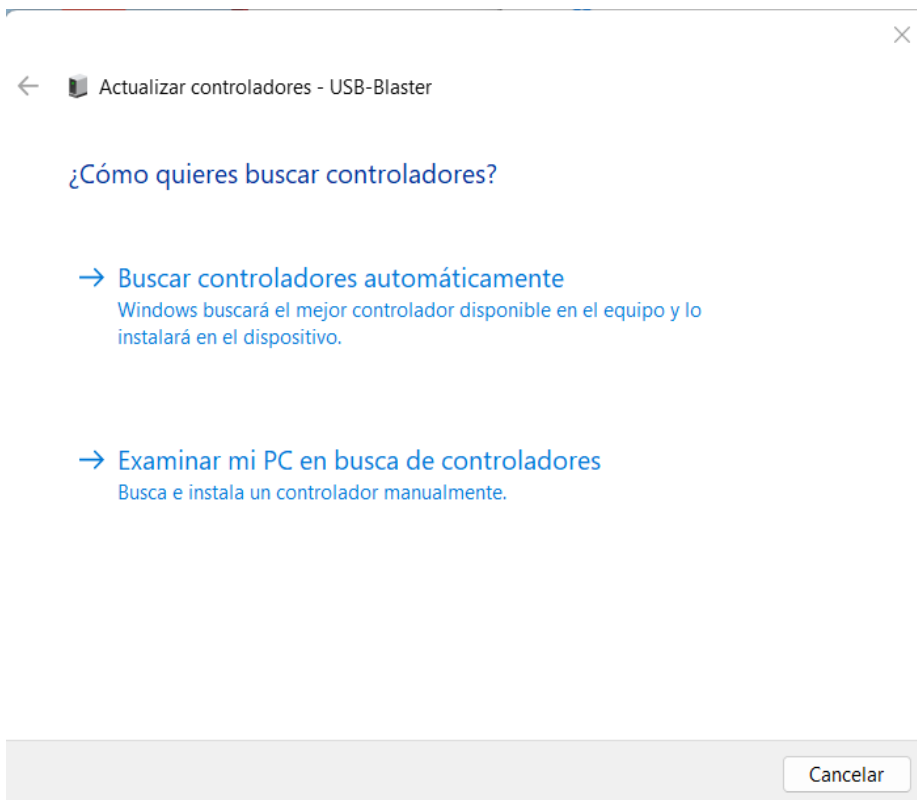 Actualizar controladores - USB-Blaster
¿Cómo quieres buscar controladores?
Buscar controladores automáticamente
Windows buscará el mejor controlador disponible en el equipo y lo
instalará en el dispositivo.
Examinar mi PC en busca de controladores
Busca e instala un controlador manualmente.
Cancelar